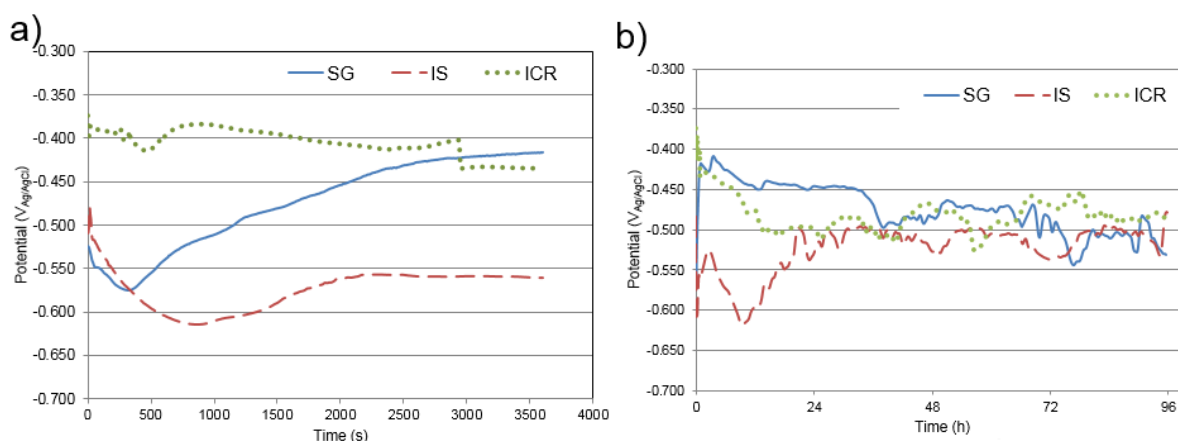 a)
-0.300
-0.350
-0.400
-0.450
-0.500
-0.550
-0.600
-0.650
-0.700
Potential (V Ag/AgCl)
SG IS ICR
0 500 1000 1500 2000 2500 3000 3500 4000
Time (s)
b)
-0.300
-0.350
-0.400
-0.450
-0.500
-0.550
-0.600
-0.650
-0.700
Potential (V Ag/AgCl)
SG IS ICR
0 24 48 72 96
Time (h)